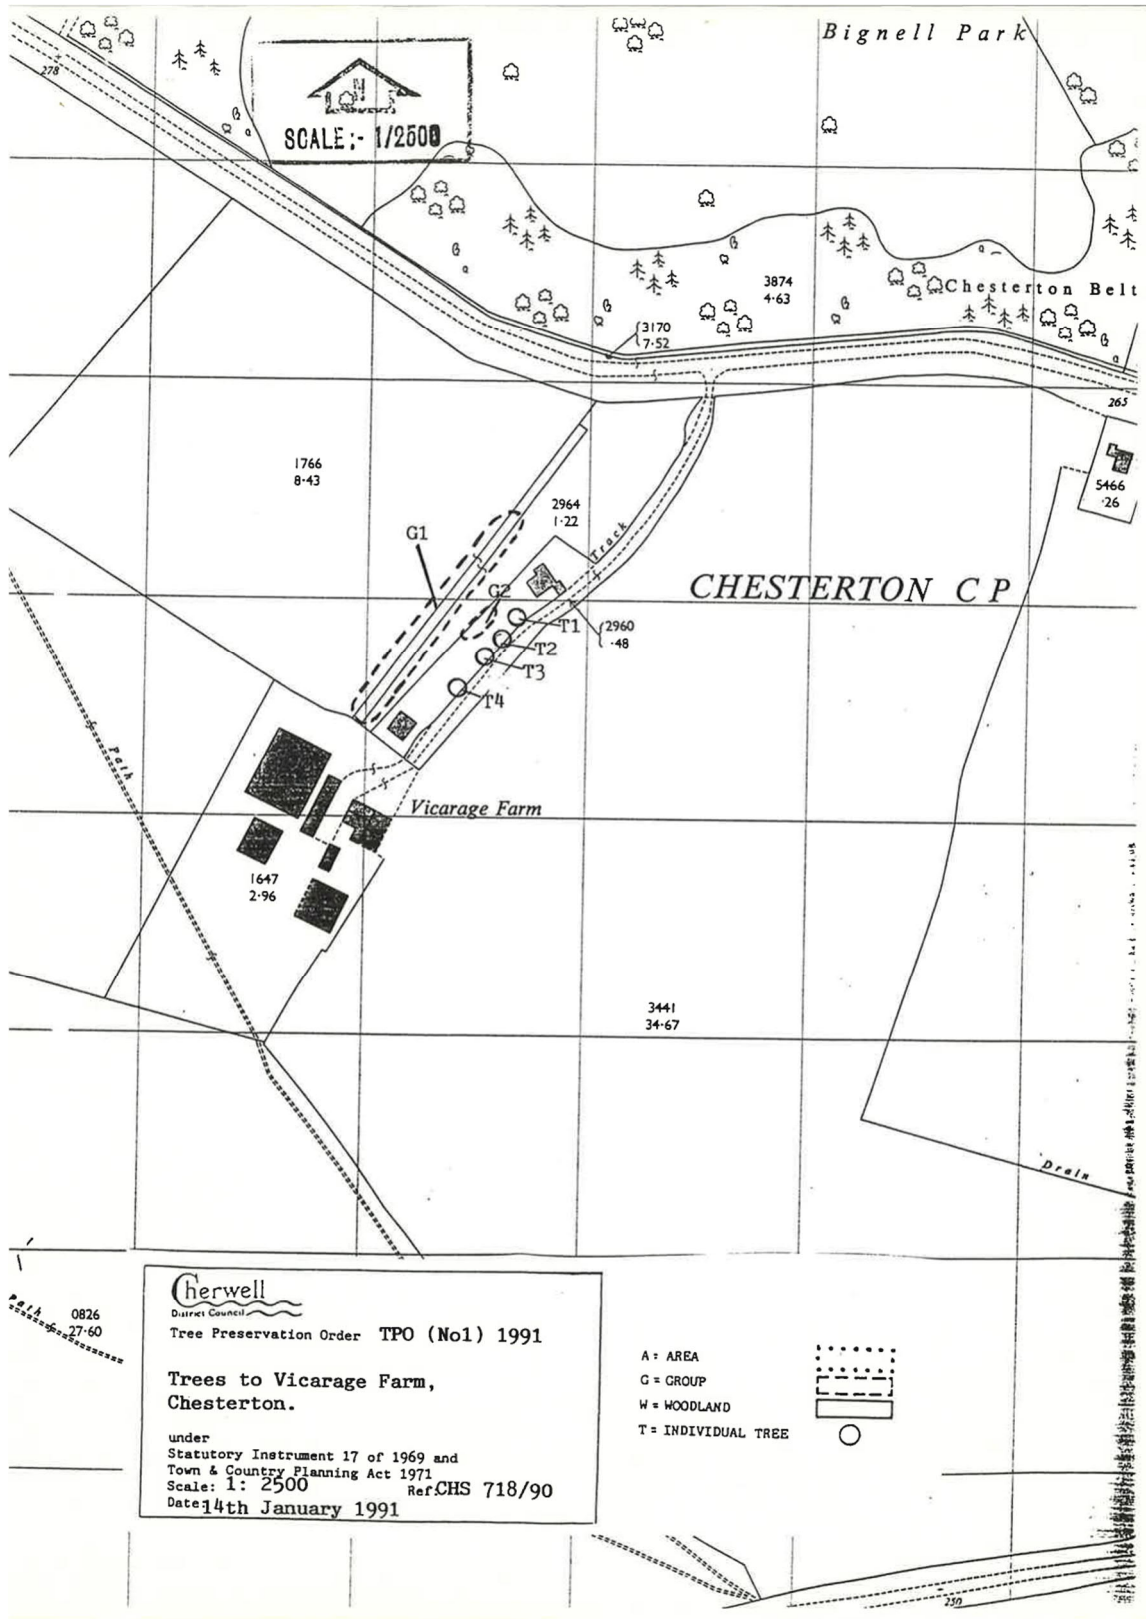 Bignell Park
278
N
SCALE:- 1/2500
3874
4·63
Chesterton Belt
3170
7·52
265
1766
8·43
5466
·26
2964
1·22
G1
Track
CHESTERTON C P
G2
T1
2960
·48
T2
T3
T4
Path
Vicarage Farm
1647
2·96
3441
34·67
Drain
Path
0826
27·60
Cherwell
District Council
Tree Preservation Order TPO (No1) 1991
Trees to Vicarage Farm,
Chesterton.
under
Statutory Instrument 17 of 1969 and
Town & Country Planning Act 1971
Scale: 1: 2500 Ref:CHS 718/90
Date:14th January 1991
A = AREA
G = GROUP
W = WOODLAND
T = INDIVIDUAL TREE
250